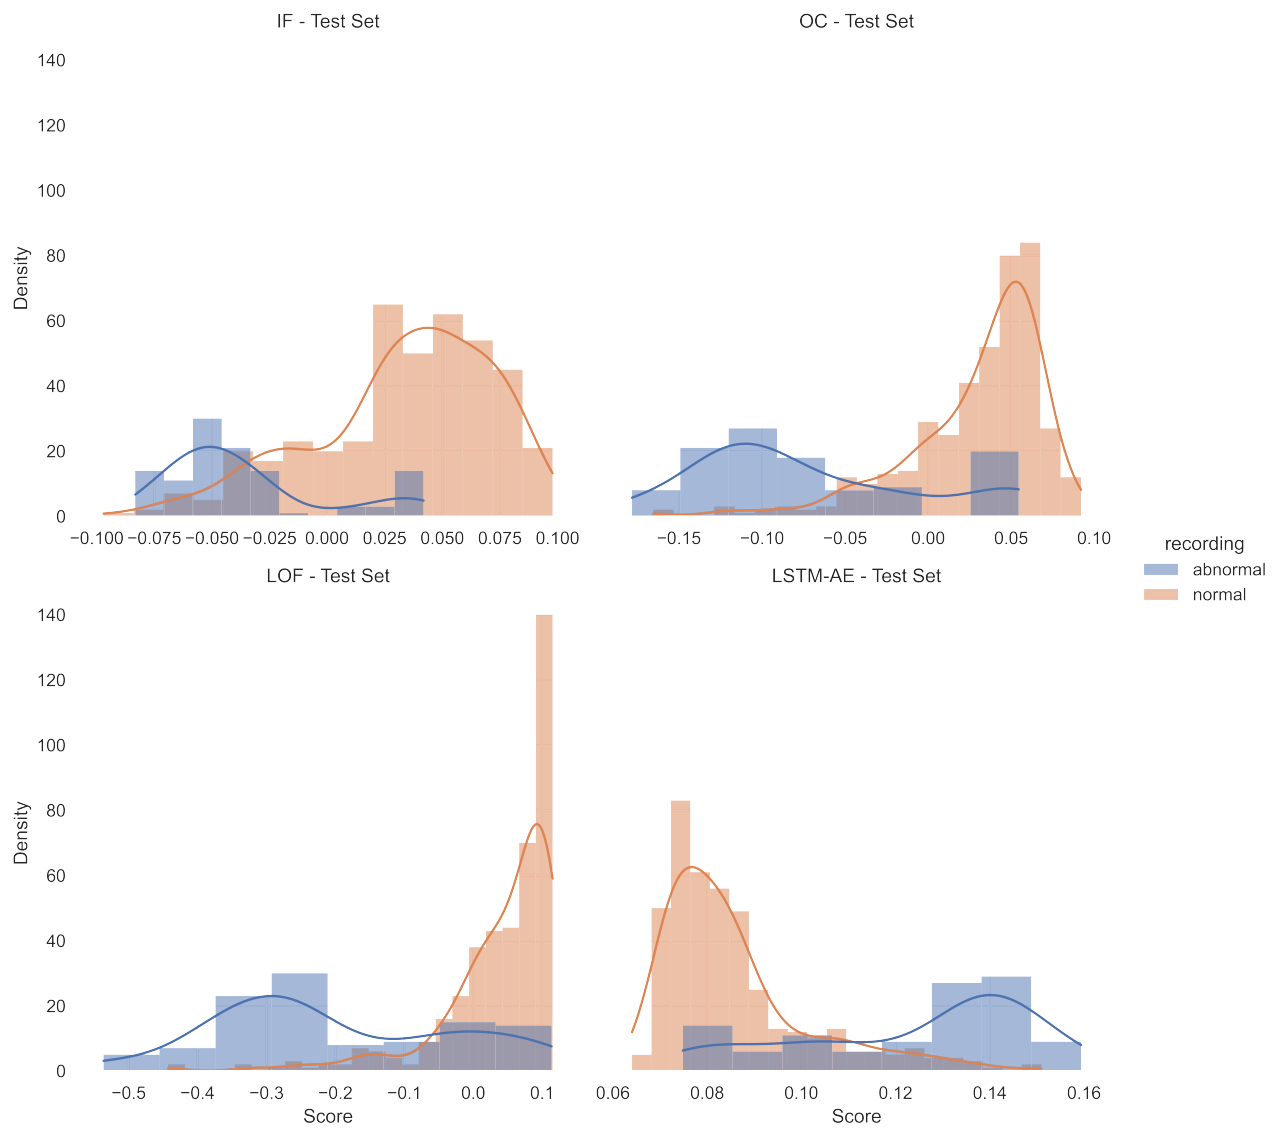 IF - Test Set
OC - Test Set
140
120
100
80
60
40
20
0
Density
−0.100 −0.075 −0.050 −0.025 0.000 0.025 0.050 0.075 0.100
−0.15 −0.10 −0.05 0.00 0.05 0.10
recording
abnormal
normal
LOF - Test Set
LSTM-AE - Test Set
140
120
100
80
60
40
20
0
Density
−0.5 −0.4 −0.3 −0.2 −0.1 0.0 0.1
Score
0.06 0.08 0.10 0.12 0.14 0.16
Score